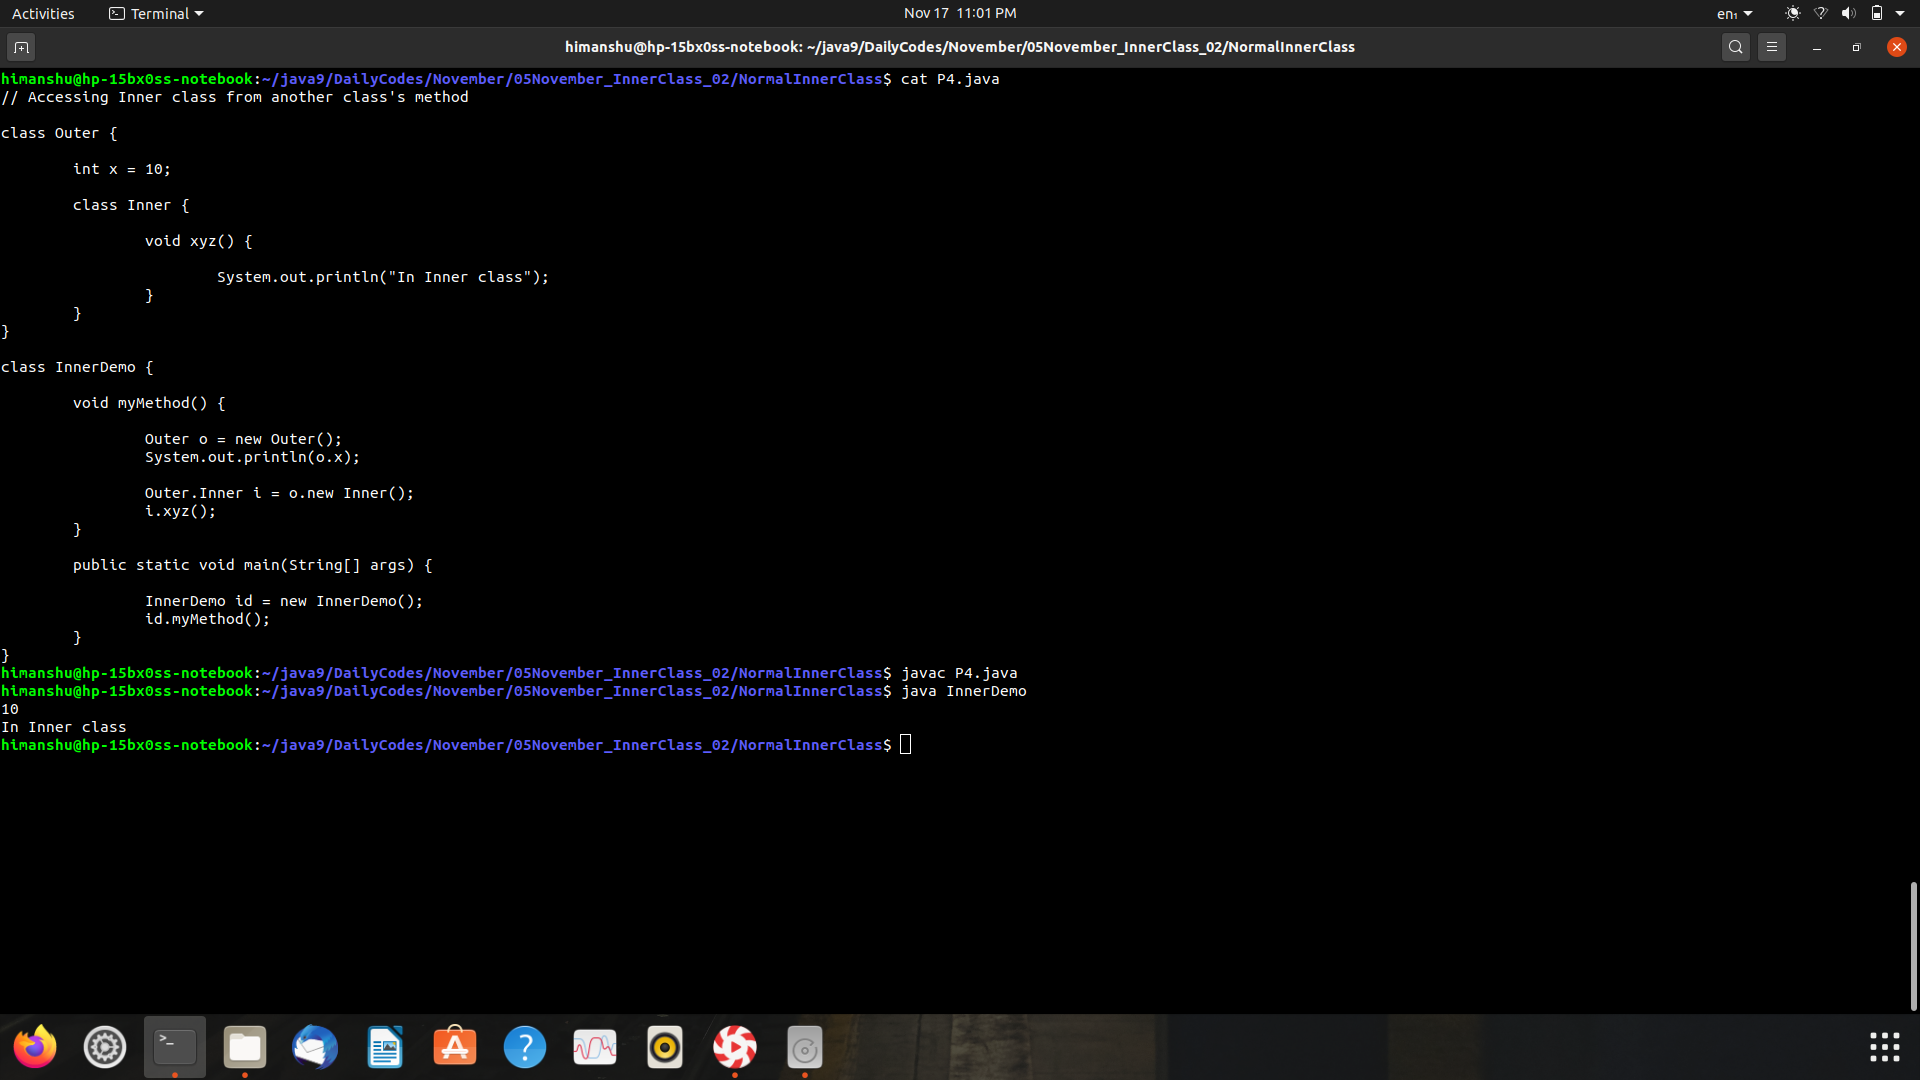 Activities Terminal Nov 17 11:01 PM en₁
himanshu@hp-15bx0ss-notebook: ~/java9/DailyCodes/November/05November_InnerClass_02/NormalInnerClass
himanshu@hp-15bx0ss-notebook:~/java9/DailyCodes/November/05November_InnerClass_02/NormalInnerClass$ cat P4.java
// Accessing Inner class from another class's method
class Outer {
int x = 10;
class Inner {
void xyz() {
System.out.println("In Inner class");
}
}
}
class InnerDemo {
void myMethod() {
Outer o = new Outer();
System.out.println(o.x);
Outer.Inner i = o.new Inner();
i.xyz();
}
public static void main(String[] args) {
InnerDemo id = new InnerDemo();
id.myMethod();
}
}
himanshu@hp-15bx0ss-notebook:~/java9/DailyCodes/November/05November_InnerClass_02/NormalInnerClass$ javac P4.java
himanshu@hp-15bx0ss-notebook:~/java9/DailyCodes/November/05November_InnerClass_02/NormalInnerClass$ java InnerDemo
10
In Inner class
himanshu@hp-15bx0ss-notebook:~/java9/DailyCodes/November/05November_InnerClass_02/NormalInnerClass$